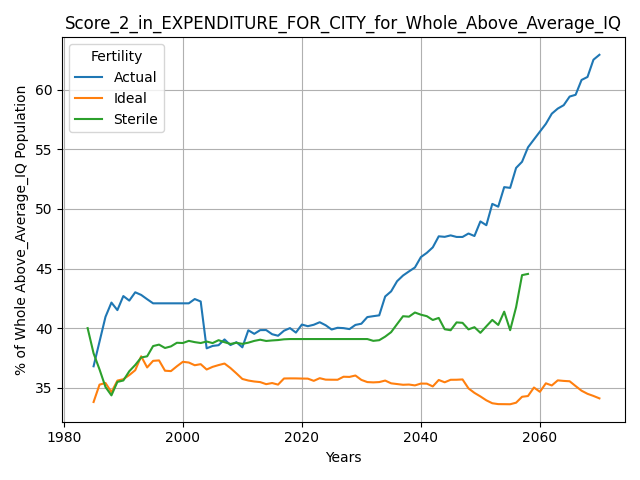 Score_2_in_EXPENDITURE_FOR_CITY_for_Whole_Above_Average_IQ
Fertility
Actual
Ideal
Sterile
% of Whole Above_Average_IQ Population
60
55
50
45
40
35
1980
2000
2020
2040
2060
Years